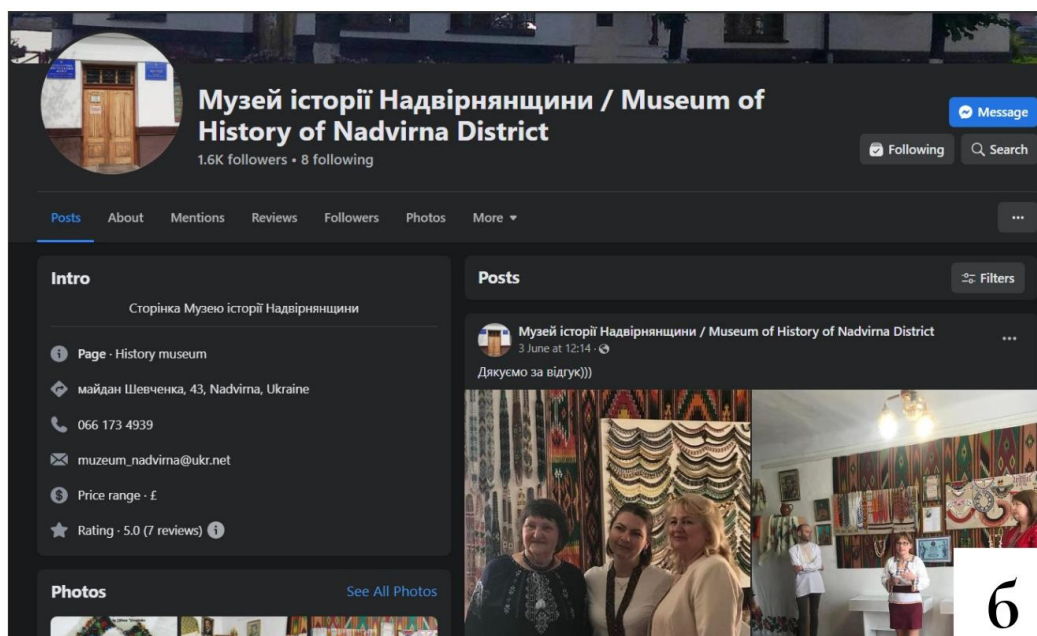 Музей історії Надвірнянщини / Museum of
History of Nadvirna District
1.6K followers • 8 following
Message
Following
Search
Posts
About
Mentions
Reviews
Followers
Photos
More
Intro
Сторінка Музею історії Надвірнянщини
Page · History museum
майдан Шевченка, 43, Nadvirna, Ukraine
066 173 4939
muzeum_nadvirna@ukr.net
Price range · £
Rating · 5.0 (7 reviews)
Photos
See All Photos
Posts
Filters
Музей історії Надвірнянщини / Museum of History of Nadvirna District
3 June at 12:14 ·
Дякуємо за відгук)))
б